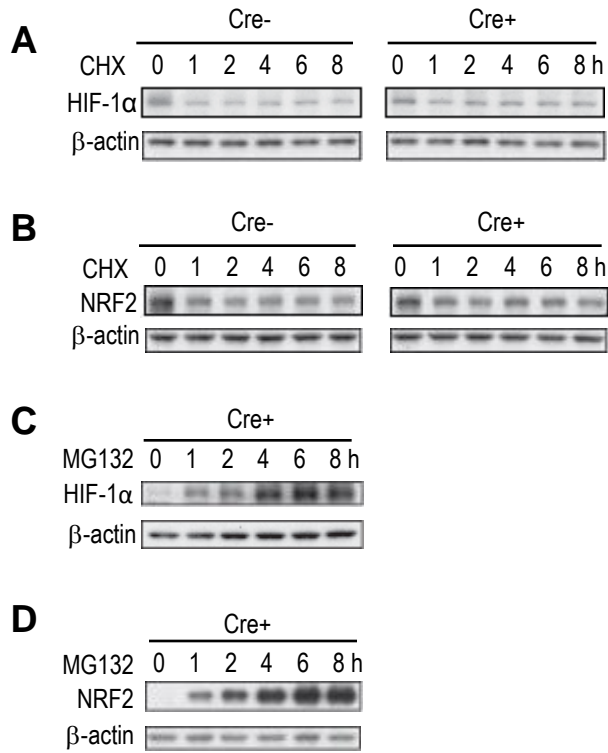 A
Cre- Cre+
CHX 0 1 2 4 6 8 0 1 2 4 6 8 h
HIF-1α
β-actin
B
Cre- Cre+
CHX 0 1 2 4 6 8 0 1 2 4 6 8
NRF2
β-actin
C
Cre+
MG132 0 1 2 4 6 8 h
HIF-1α
β-actin
D
Cre+
MG132 0 1 2 4 6 8 h
NRF2
β-actin